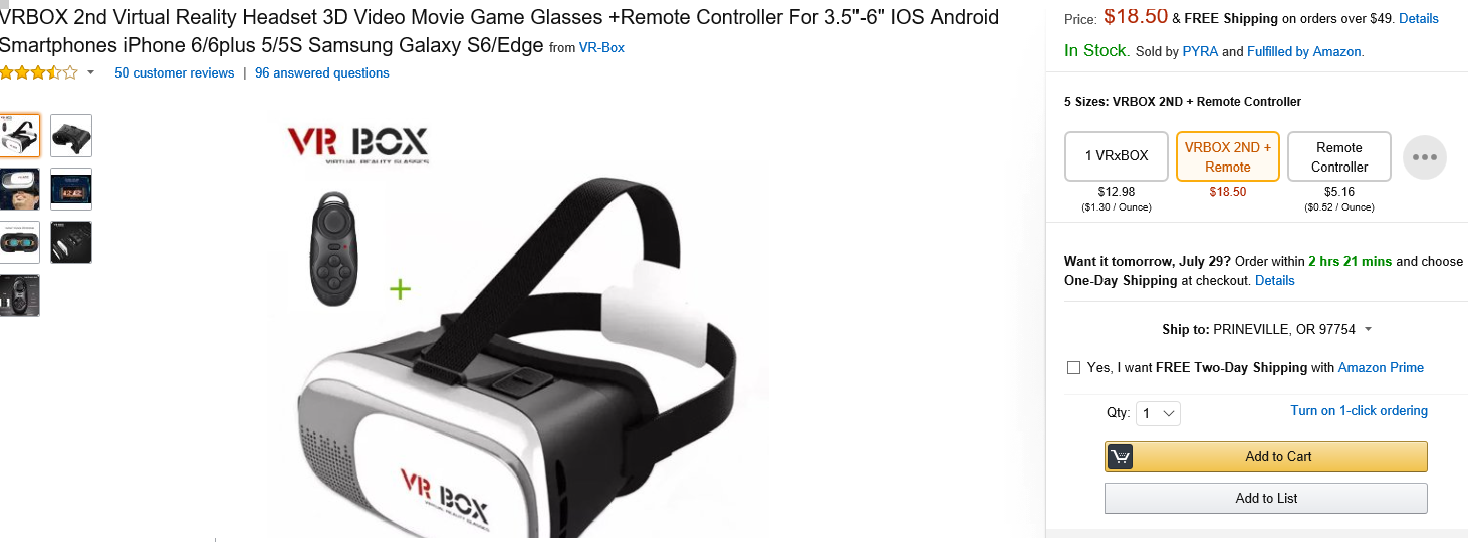 VRBOX 2nd Virtual Reality Headset 3D Video Movie Game Glasses +Remote Controller For 3.5"-6" IOS Android
Smartphones iPhone 6/6plus 5/5S Samsung Galaxy S6/Edge from VR-Box
50 customer reviews | 96 answered questions
VR BOX
VIRTUAL REALITY GLASSES
+
VR BOX
VIRTUAL REALITY GLASSES
Price: $18.50 & FREE Shipping on orders over $49. Details
In Stock. Sold by PYRA and Fulfilled by Amazon.
5 Sizes: VRBOX 2ND + Remote Controller
1 VRxBOX
$12.98
($1.30 / Ounce)
VRBOX 2ND +
Remote
$18.50
Remote
Controller
$5.16
($0.52 / Ounce)
Want it tomorrow, July 29? Order within 2 hrs 21 mins and choose
One-Day Shipping at checkout. Details
Ship to: PRINEVILLE, OR 97754
Yes, I want FREE Two-Day Shipping with Amazon Prime
Qty: 1
Turn on 1-click ordering
Add to Cart
Add to List